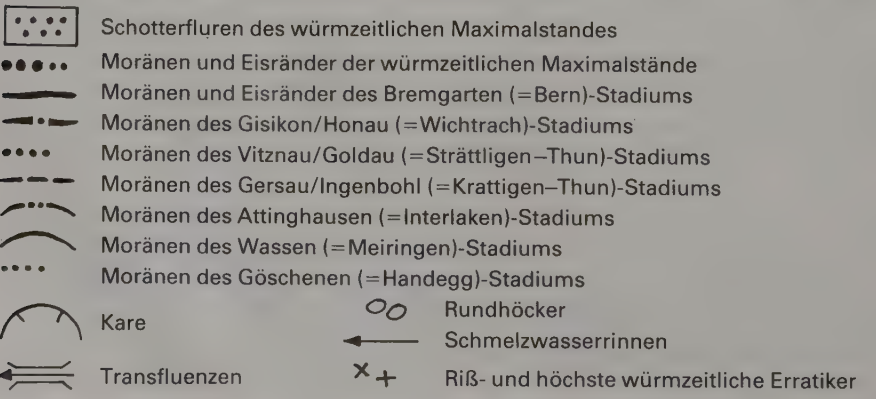 Schotterfluren des würmzeitlichen Maximalstandes
Moränen und Eisränder der würmzeitlichen Maximalstände
Moränen und Eisränder des Bremgarten (=Bern)-Stadiums
Moränen des Gisikon/Honau (=Wichtrach)-Stadiums
Moränen des Vitznau/Goldau (=Strättligen–Thun)-Stadiums
Moränen des Gersau/Ingenbohl (=Krattigen–Thun)-Stadiums
Moränen des Attinghausen (=Interlaken)-Stadiums
Moränen des Wassen (=Meiringen)-Stadiums
Moränen des Göschenen (=Handegg)-Stadiums
Kare
Rundhöcker
Schmelzwasserrinnen
Transfluenzen
Riß- und höchste würmzeitliche Erratiker